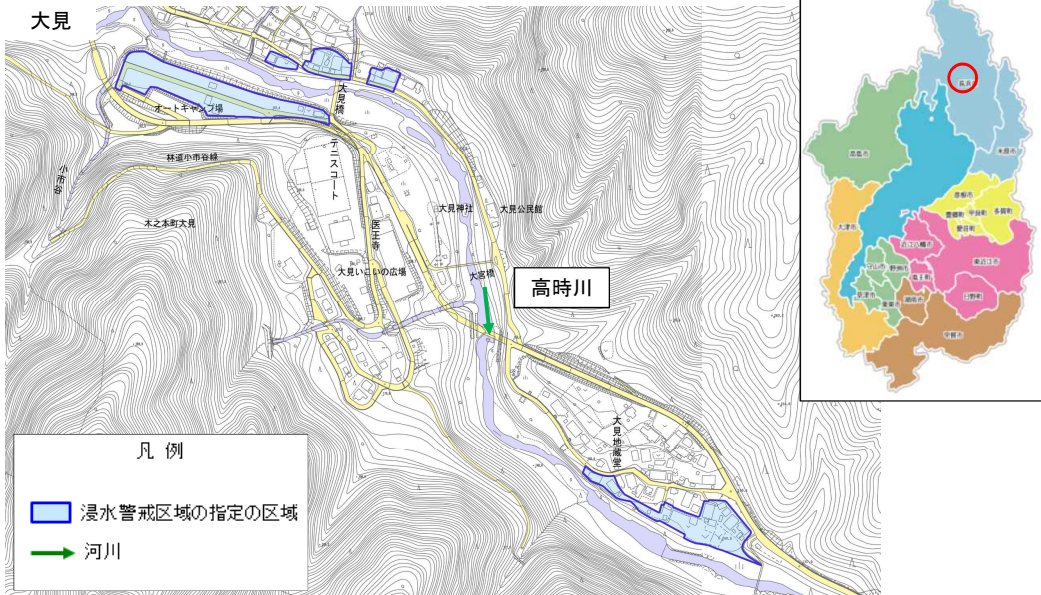 大見
オートキャンプ場
大見橋
林道小市谷線
小市谷
テニスコート
木之本町大見
医王寺
大見神社
大見公民館
大見いこいの広場
大宮橋
高時川
大見地蔵堂
凡例
浸水警戒区域の指定の区域
河川
長浜市
高島市
米原市
彦根市
豊郷町
甲良町
多賀町
愛荘町
大津市
近江八幡市
東近江市
守山市
野洲市
竜王町
草津市
栗東市
湖南市
日野町
甲賀市